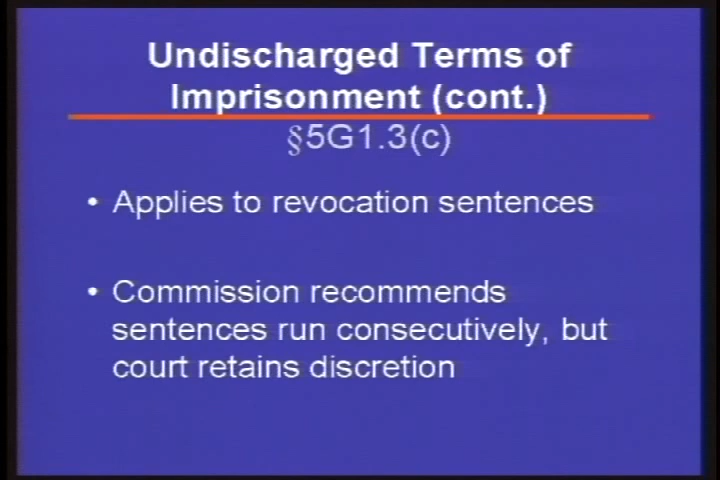 Undischarged Terms of
Imprisonment (cont.)
§5G1.3(c)
• Applies to revocation sentences
• Commission recommends
sentences run consecutively, but
court retains discretion